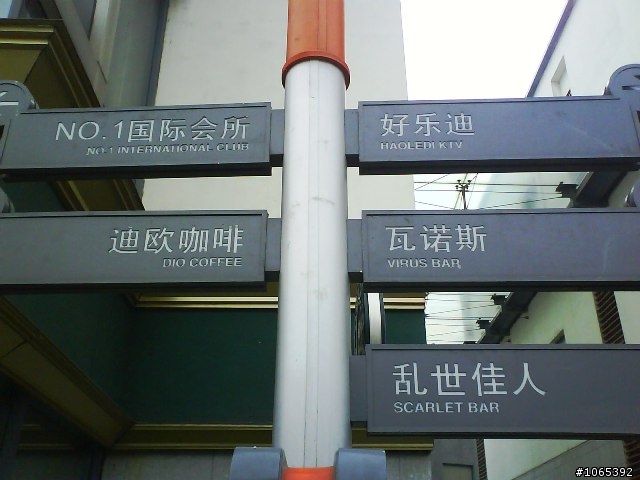 NO.1国际会所
NO.1 INTERNATIONAL CLUB
迪欧咖啡
DIO COFFEE
好乐迪
HAOLEDI KTV
瓦诺斯
VIRUS BAR
乱世佳人
SCARLET BAR
#1065392